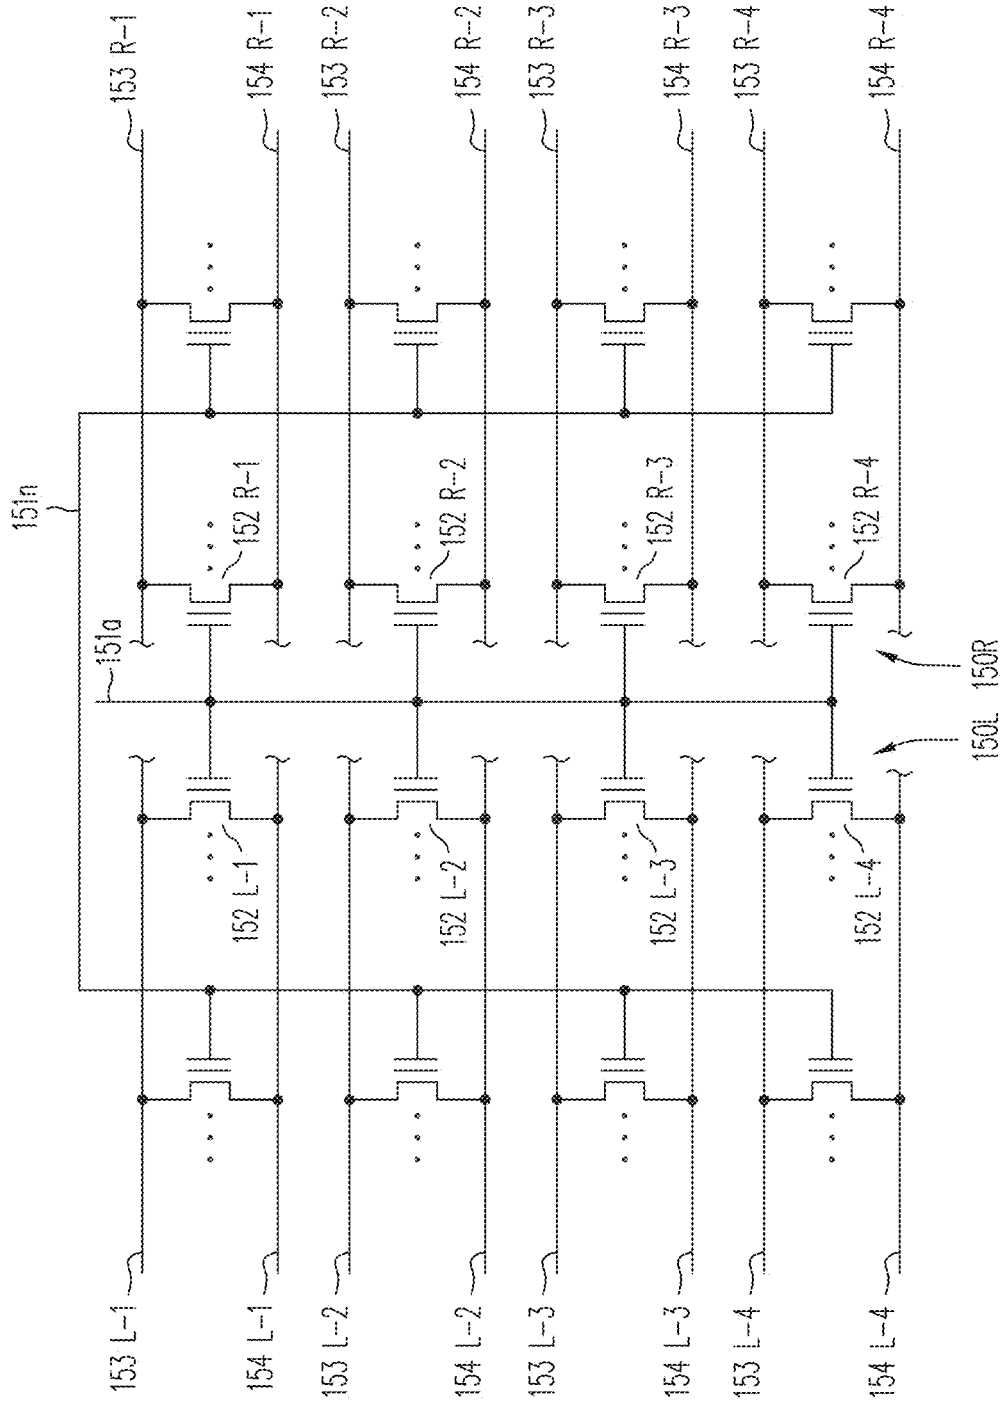 153 R-1
154 R-1
153 R-2
154 R-2
153 R-3
154 R-3
153 R-4
154 R-4
151n
152 R-1
152 R-2
152 R-3
152 R-4
151a
150R
150L
152 L-1
152 L-2
152 L-3
152 L-4
153 L-1
154 L-1
153 L-2
154 L-2
153 L-3
154 L-3
153 L-4
154 L-4